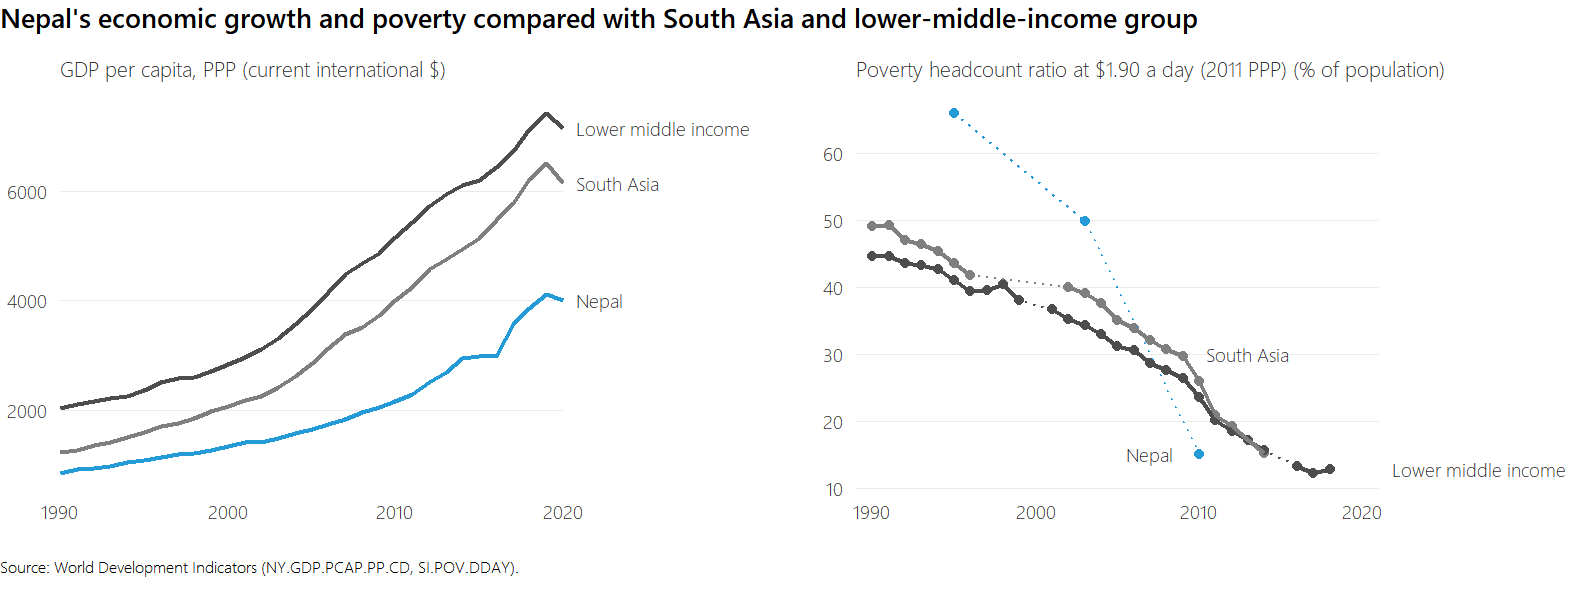 Nepal's economic growth and poverty compared with South Asia and lower-middle-income group
GDP per capita, PPP (current international $)
Lower middle income
South Asia
Nepal
6000
4000
2000
1990 2000 2010 2020
Poverty headcount ratio at $1.90 a day (2011 PPP) (% of population)
60
50
40
30
20
10
South Asia
Nepal
Lower middle income
1990 2000 2010 2020
Source: World Development Indicators (NY.GDP.PCAP.PP.CD, SI.POV.DDAY).